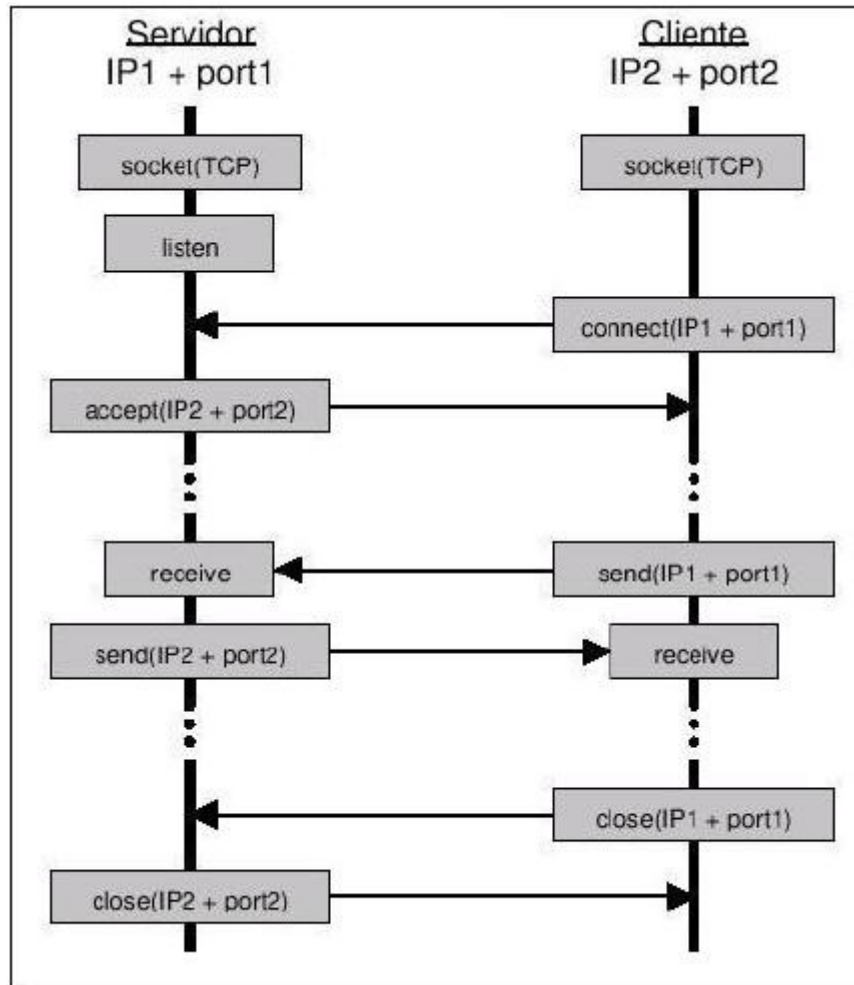 Servidor
IP1 + port1
Cliente
IP2 + port2
socket(TCP)
socket(TCP)
listen
connect(IP1 + port1)
accept(IP2 + port2)
receive
send(IP1 + port1)
send(IP2 + port2)
receive
close(IP1 + port1)
close(IP2 + port2)